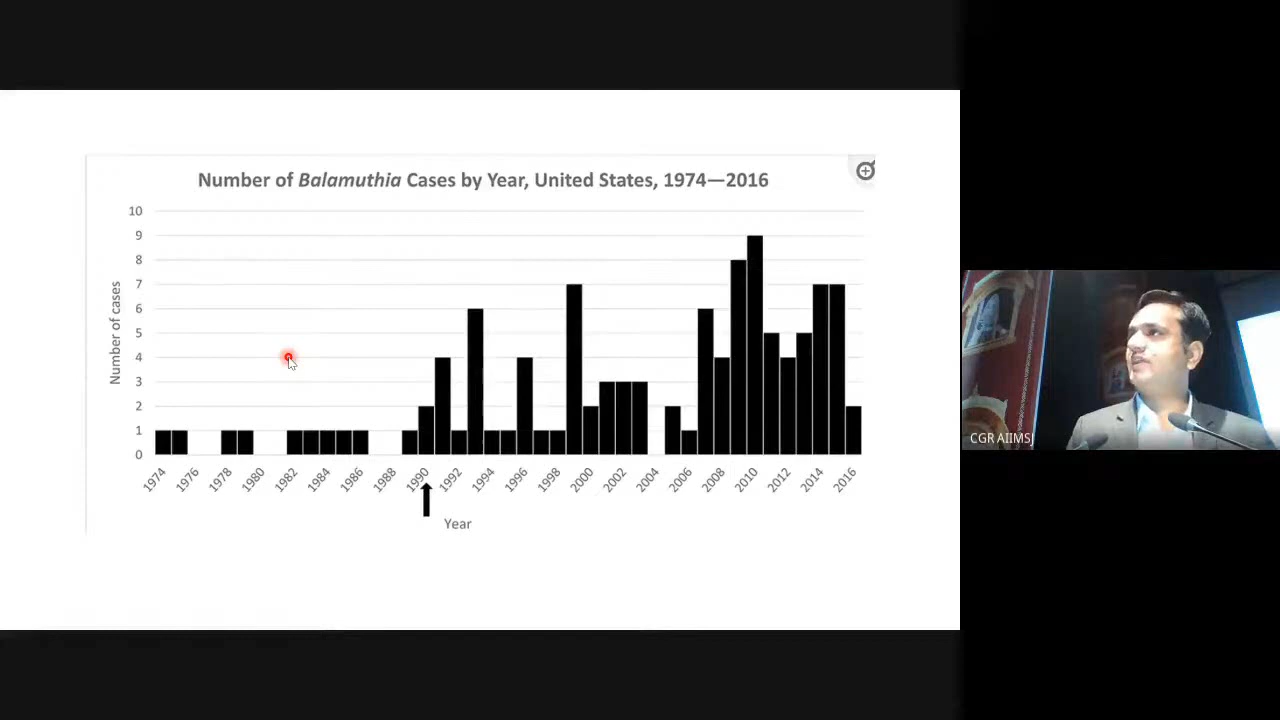 Number of Balamuthia Cases by Year, United States, 1974—2016
10
9
8
7
6
5
4
3
2
1
0
Number of cases
1974 1976 1978 1980 1982 1984 1986 1988 1990 1992 1994 1996 1998 2000 2002 2004 2006 2008 2010 2012 2014 2016
Year
CGR AIIMSJ